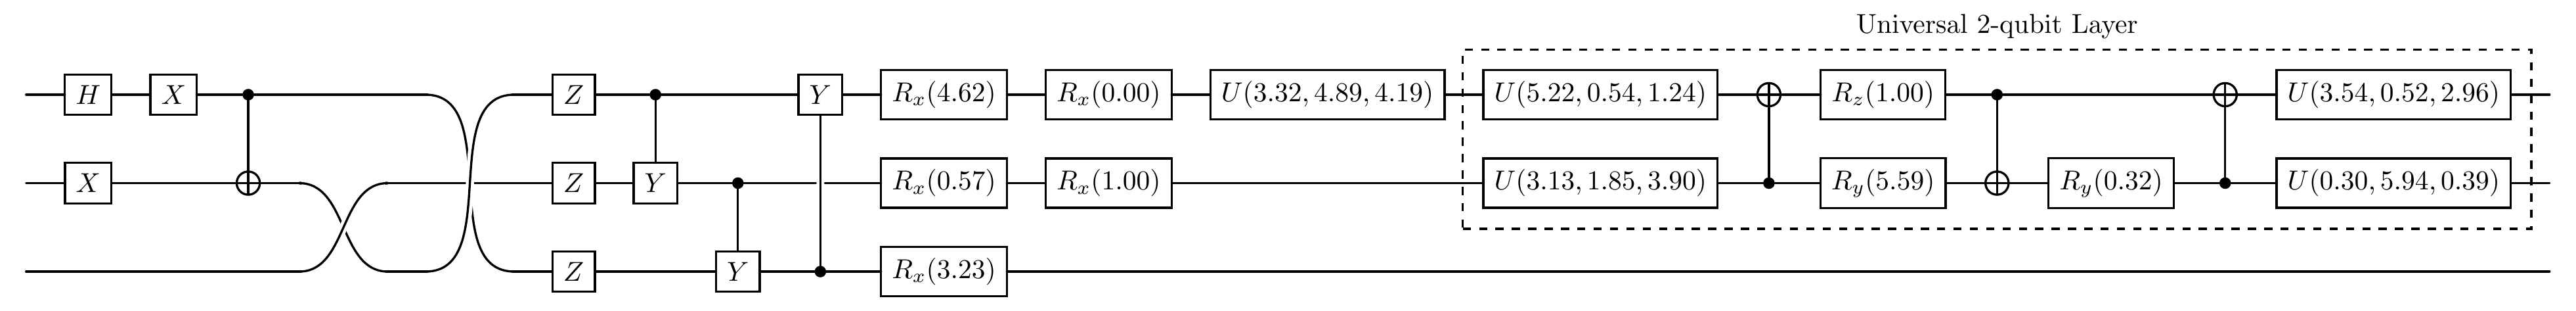 Universal 2-qubit Layer
H X Z Y R_x(4.62) R_x(0.00) U(3.32, 4.89, 4.19) U(5.22, 0.54, 1.24) R_z(1.00) U(3.54, 0.52, 2.96)
X Z Y R_x(0.57) R_x(1.00) U(3.13, 1.85, 3.90) R_y(5.59) R_y(0.32) U(0.30, 5.94, 0.39)
Z Y R_x(3.23)